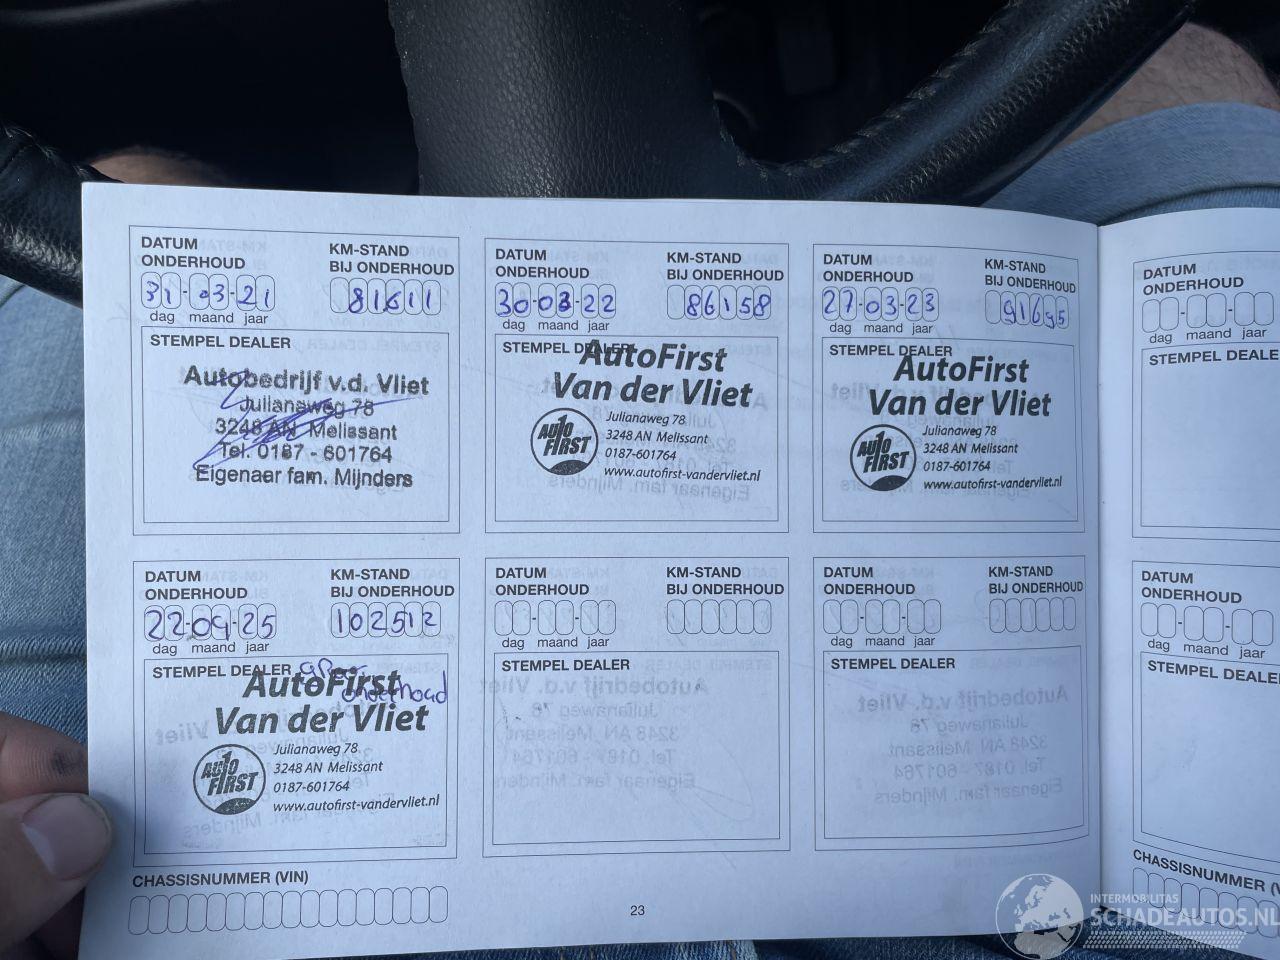 DATUM
ONDERHOUD
KM-STAND
BIJ ONDERHOUD
31-03-21
81611
dag maand jaar
STEMPEL DEALER
Autobedrijf v.d. Vliet
Julianaweg 78
3248 AN Melissant
Tel. 0187 - 601764
Eigenaar fam. Mijnders
DATUM
ONDERHOUD
KM-STAND
BIJ ONDERHOUD
30-03-22
86158
dag maand jaar
STEMPEL DEALER
AutoFirst
Van der Vliet
AUTO
FIRST
Julianaweg 78
3248 AN Melissant
0187-601764
www.autofirst-vandervliet.nl
DATUM
ONDERHOUD
KM-STAND
BIJ ONDERHOUD
27-03-23
91695
dag maand jaar
STEMPEL DEALER
AutoFirst
Van der Vliet
AUTO
FIRST
Julianaweg 78
3248 AN Melissant
0187-601764
www.autofirst-vandervliet.nl
DATUM
ONDERHOUD
dag maand jaar
STEMPEL DEALE
DATUM
ONDERHOUD
KM-STAND
BIJ ONDERHOUD
22-09-25
102512
dag maand jaar
STEMPEL DEALER
onderhoud
AutoFirst
Van der Vliet
AUTO
FIRST
Julianaweg 78
3248 AN Melissant
0187-601764
www.autofirst-vandervliet.nl
DATUM
ONDERHOUD
KM-STAND
BIJ ONDERHOUD
dag maand jaar
STEMPEL DEALER
DATUM
ONDERHOUD
KM-STAND
BIJ ONDERHOUD
dag maand jaar
STEMPEL DEALER
DATUM
ONDERHOUD
dag maand jaar
STEMPEL DEALE
CHASSISNUMMER (VIN)
23
CHASSISNUMMER (VIN)
INTERMOBILITAS
SCHADEAUTOS.NL